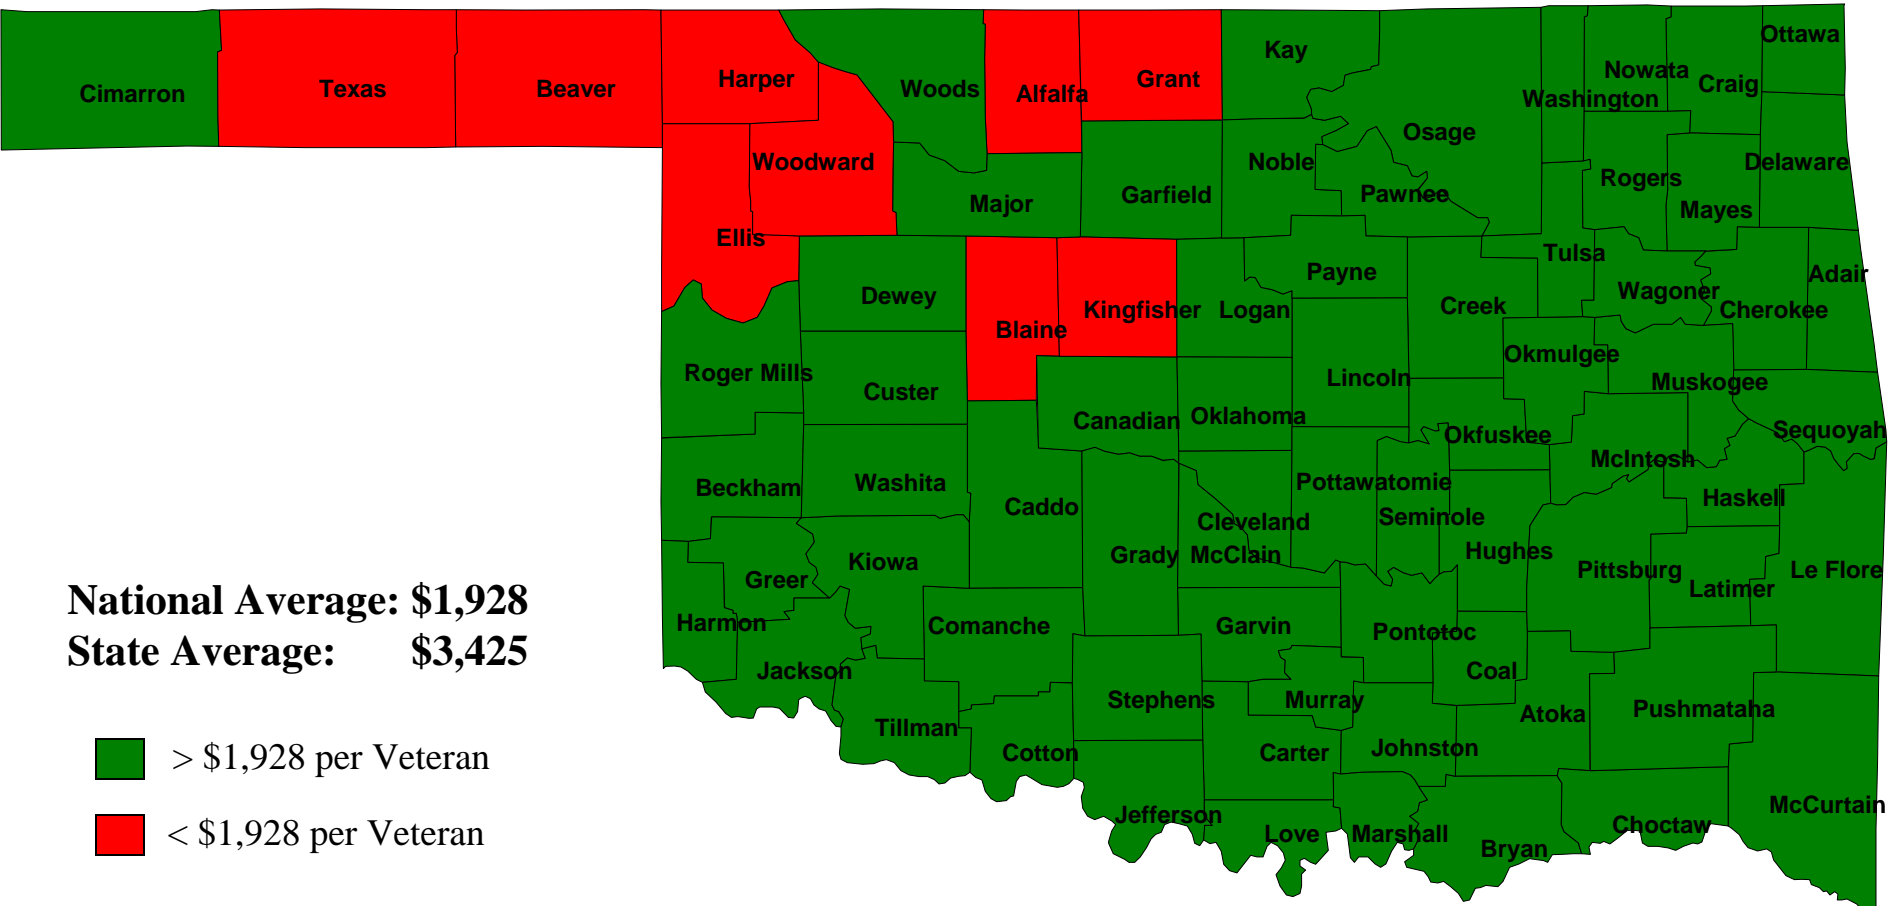 Ottawa
Kay
Nowata
Harper
Grant
Craig
Texas
Beaver
Woods
Cimarron
Alfalfa
Washington
Osage
Woodward
Noble
Delaware
Rogers
Garfield
Pawnee
Major
Mayes
Ellis
Tulsa
Payne
Adair
Dewey
Wagoner
Creek
Kingfisher
Logan
Cherokee
Blaine
Okmulgee
Roger Mills
Lincoln
Muskogee
Custer
Canadian
Oklahoma
Okfuskee
Sequoyah
McIntosh
Beckham
Washita
Pottawatomie
Haskell
Caddo
Seminole
Cleveland
Grady
McClain
Hughes
Kiowa
Pittsburg
Le Flore
Greer
Latimer
National Average: $1,928
Harmon
Comanche
Garvin
Pontotoc
State Average: $3,425
Jackson
Coal
Stephens
Murray
Pushmataha
Atoka
Tillman
Johnston
Cotton
Carter
> $1,928 per Veteran
McCurtain
Jefferson
Choctaw
Love
Marshall
< $1,928 per Veteran
Bryan